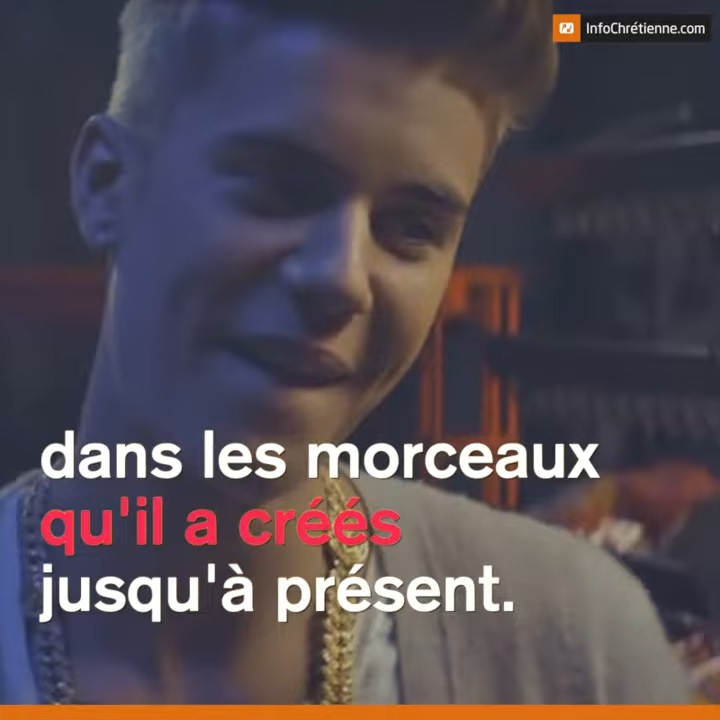 InfoChrétienne.com
dans les morceaux
qu'il a créés
jusqu'à présent.